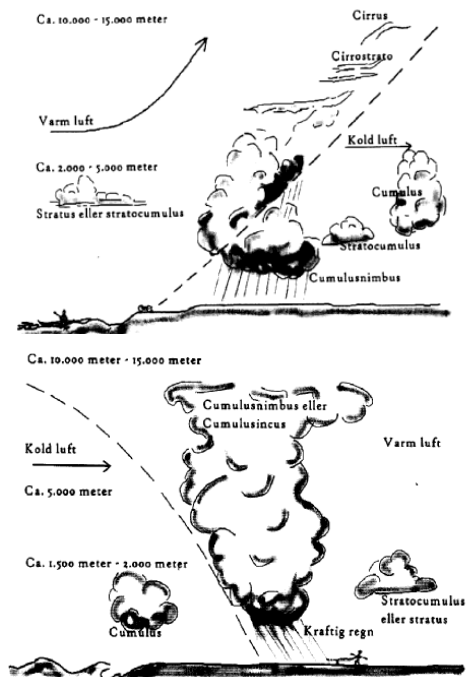 Ca. 10.000 - 15.000 meter
Cirrus
Cirrostrato
Varm luft
Kold luft
Ca. 2.000 - 5.000 meter
Cumulus
Stratus eller stratocumulus
Stratocumulus
Cumulusnimbus
Ca. 10.000 meter - 15.000 meter
Cumulusnimbus eller
Cumulusincus
Varm luft
Kold luft
Ca. 5.000 meter
Ca. 1.500 meter - 2.000 meter
Stratocumulus
eller stratus
Cumulus
Kraftig regn